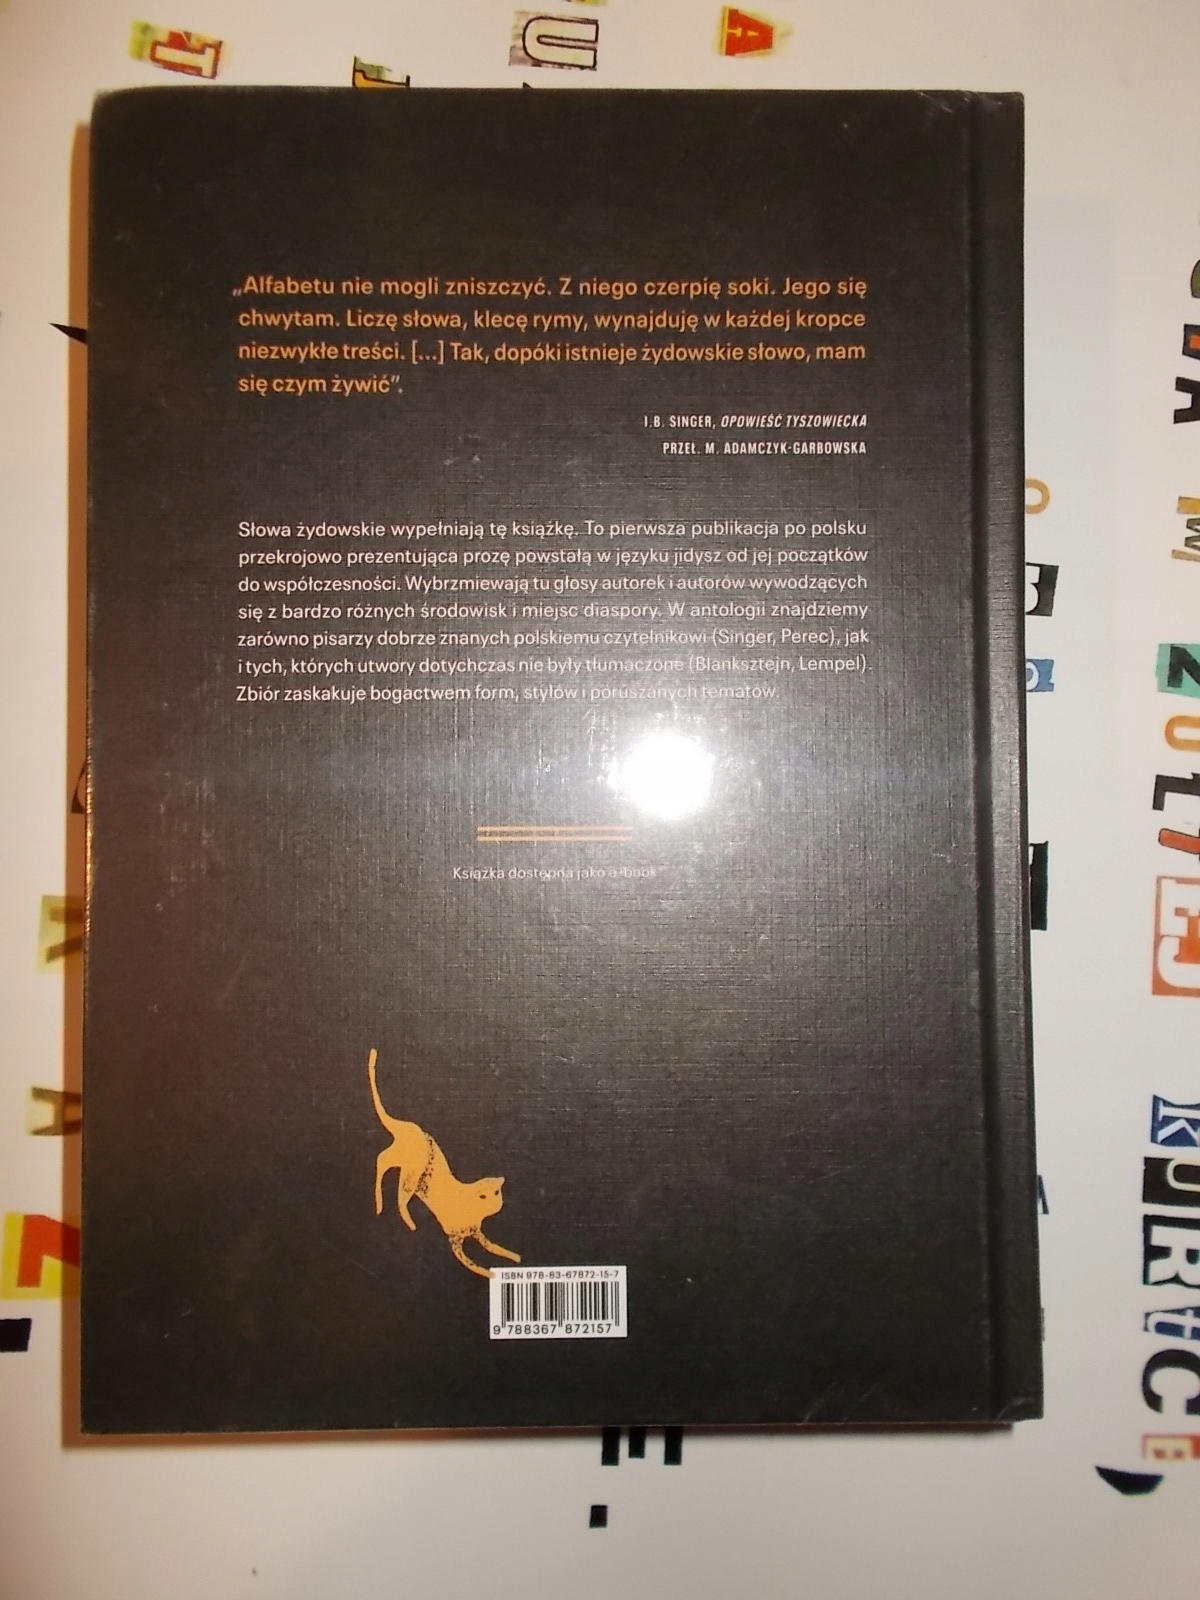 „Alfabetu nie mogli zniszczyć. Z niego czerpię soki. Jego się
chwytam. Liczę słowa, klecę rymy, wynajduję w każdej kropce
niezwykłe treści. [...] Tak, dopóki istnieje żydowskie słowo, mam
się czym żywić”.
I.B. SINGER, OPOWIEŚĆ TYSZOWIECKA
PRZEŁ. M. ADAMCZYK-GARBOWSKA
Słowa żydowskie wypełniają tę książkę. To pierwsza publikacja po polsku
przekrojowo prezentująca prozę powstałą w języku jidysz od jej początków
do współczesności. Wybrzmiewają tu głosy autorek i autorów wywodzących
się z bardzo różnych środowisk i miejsc diaspory. W antologii znajdziemy
zarówno pisarzy dobrze znanych polskiemu czytelnikowi (Singer, Perec), jak
i tych, których utwory dotychczas nie były tłumaczone (Blanksztejn, Lempel).
Zbiór zaskakuje bogactwem form, stylów i poruszanych tematów.
Książka dostępna jako e-book
ISBN 978-83-67872-15-7
9 788367 872157